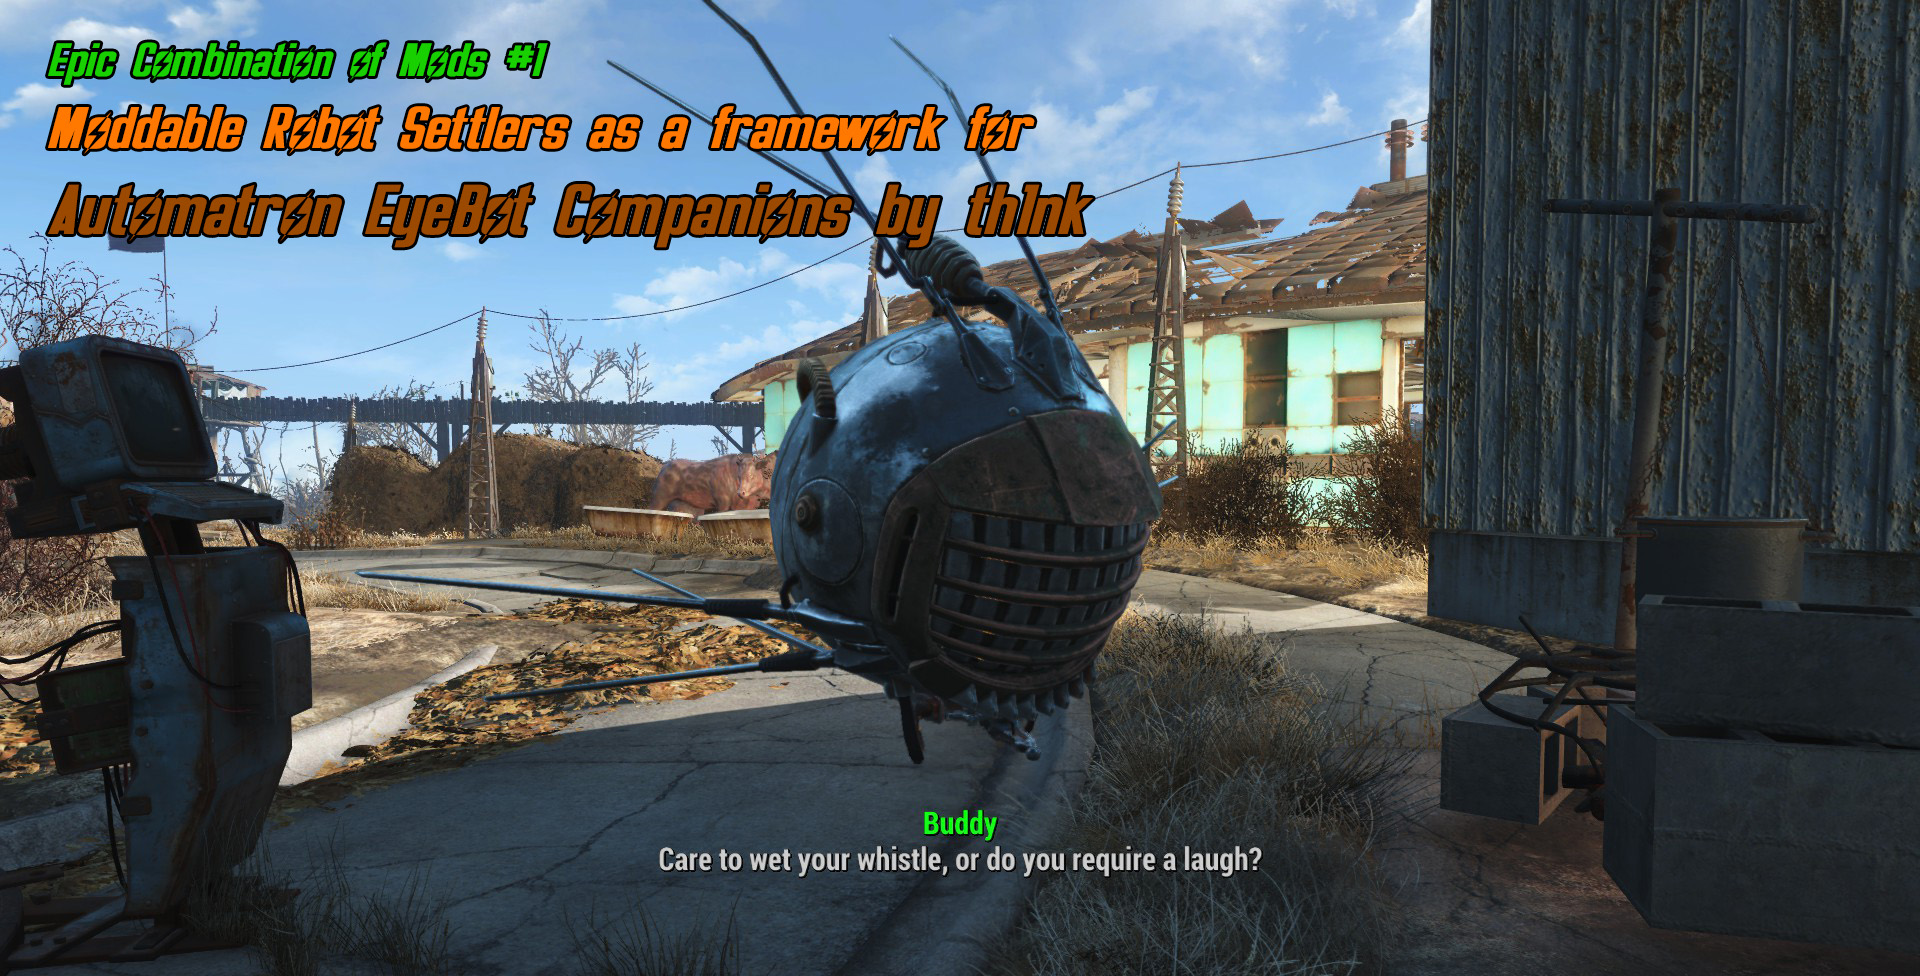 Epic Combination of Mods #1
Moddable Robot Settlers as a framework for
Automatron EyeBot Companions by th1nk
Buddy
Care to wet your whistle, or do you require a laugh?